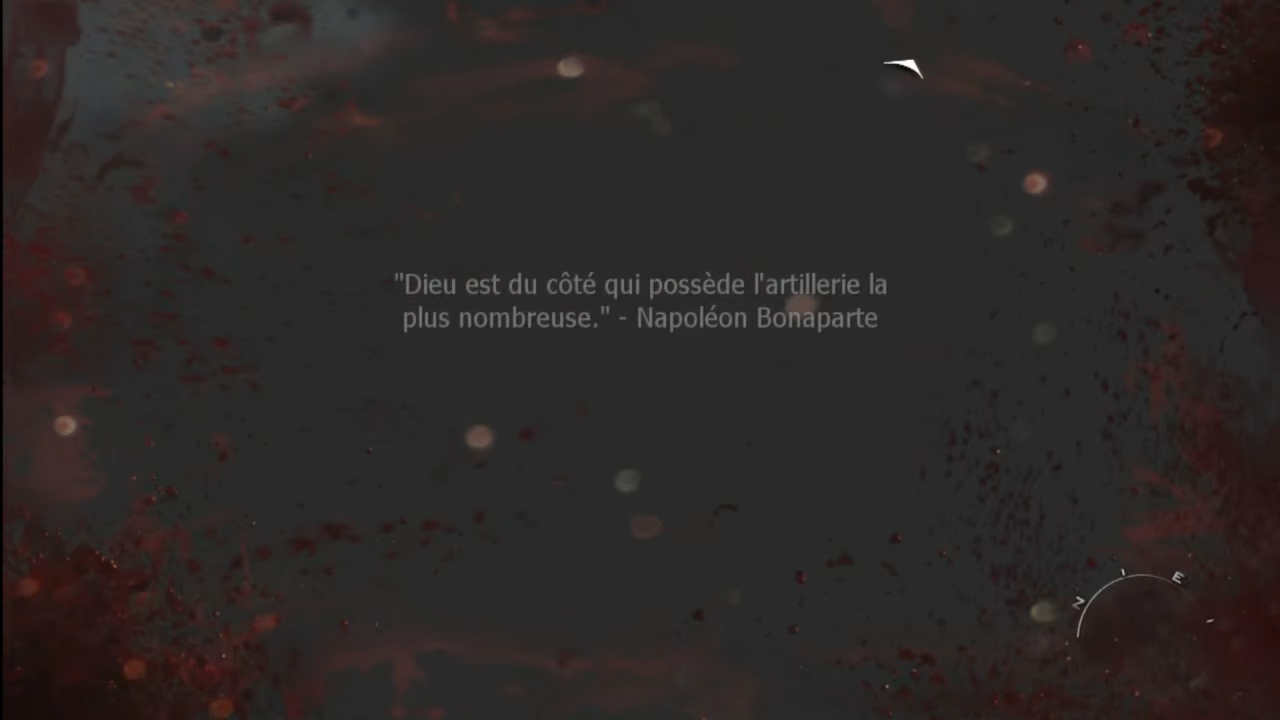 "Dieu est du côté qui possède l'artillerie la
plus nombreuse." - Napoléon Bonaparte
N
E